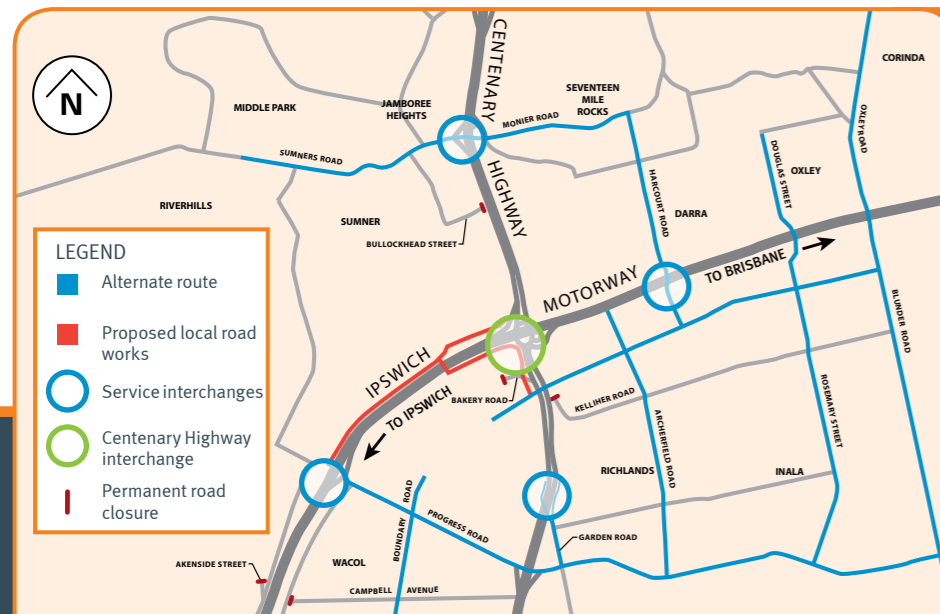 N
CENTENARY
HIGHWAY
CORINDA
MIDDLE PARK
JAMBOREE
HEIGHTS
SEVENTEEN
MILE
ROCKS
MONIER ROAD
SUMNERS ROAD
OXLEY ROAD
DOUGLAS STREET
OXLEY
HARCOURT ROAD
DARRA
RIVERHILLS
SUMNER
BULLOCKHEAD STREET
TO BRISBANE
MOTORWAY
IPSWICH
TO IPSWICH
BAKERY ROAD
KELLIHER ROAD
BLUNDER ROAD
ROSEMARY STREET
ARCHERFIELD ROAD
RICHLANDS
INALA
BOUNDARY ROAD
PROGRESS ROAD
GARDEN ROAD
WACOL
AKENSIDE STREET
CAMPBELL AVENUE
LEGEND
Alternate route
Proposed local road
works
Service interchanges
Centenary Highway
interchange
Permanent road
closure